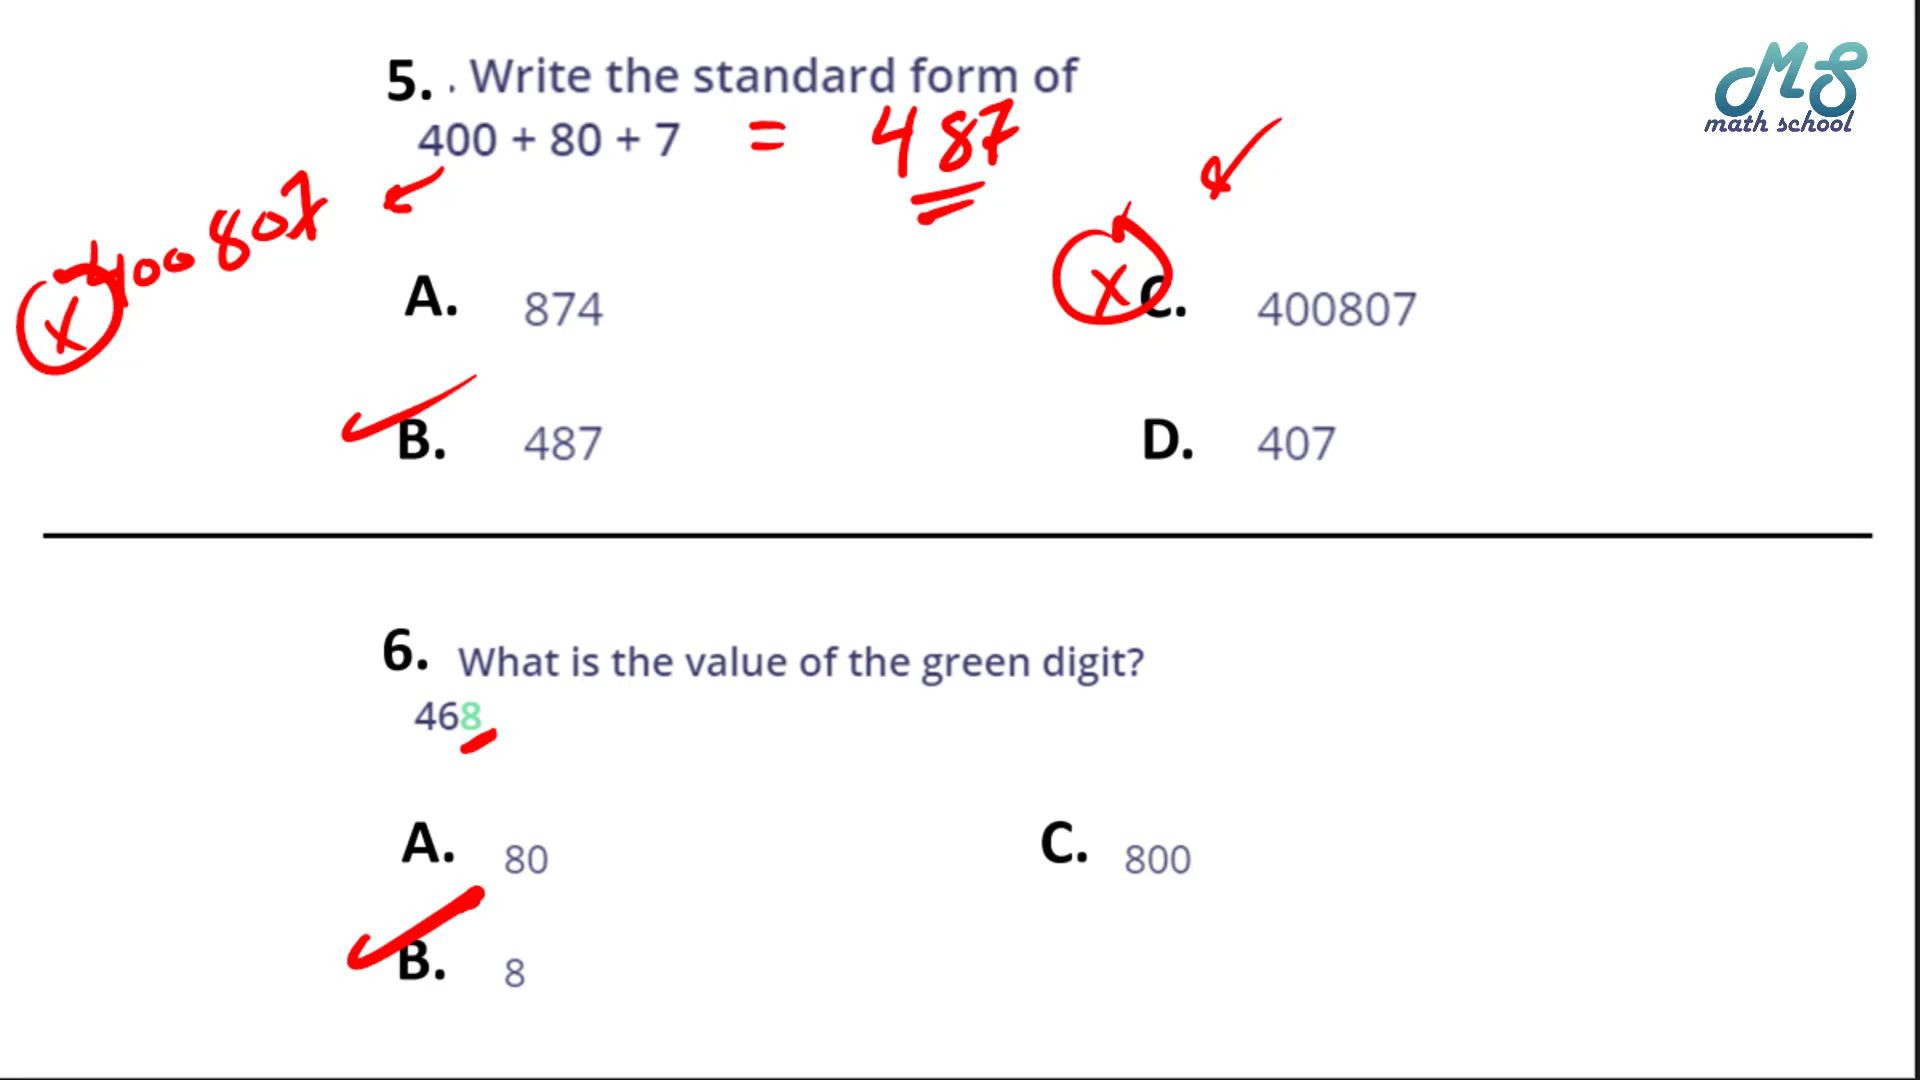 MS
math school
5. . Write the standard form of
400 + 80 + 7 = 487
400807
X
A. 874
X C. 400807
B. 487
D. 407
6. What is the value of the green digit?
468
A. 80
C. 800
B. 8